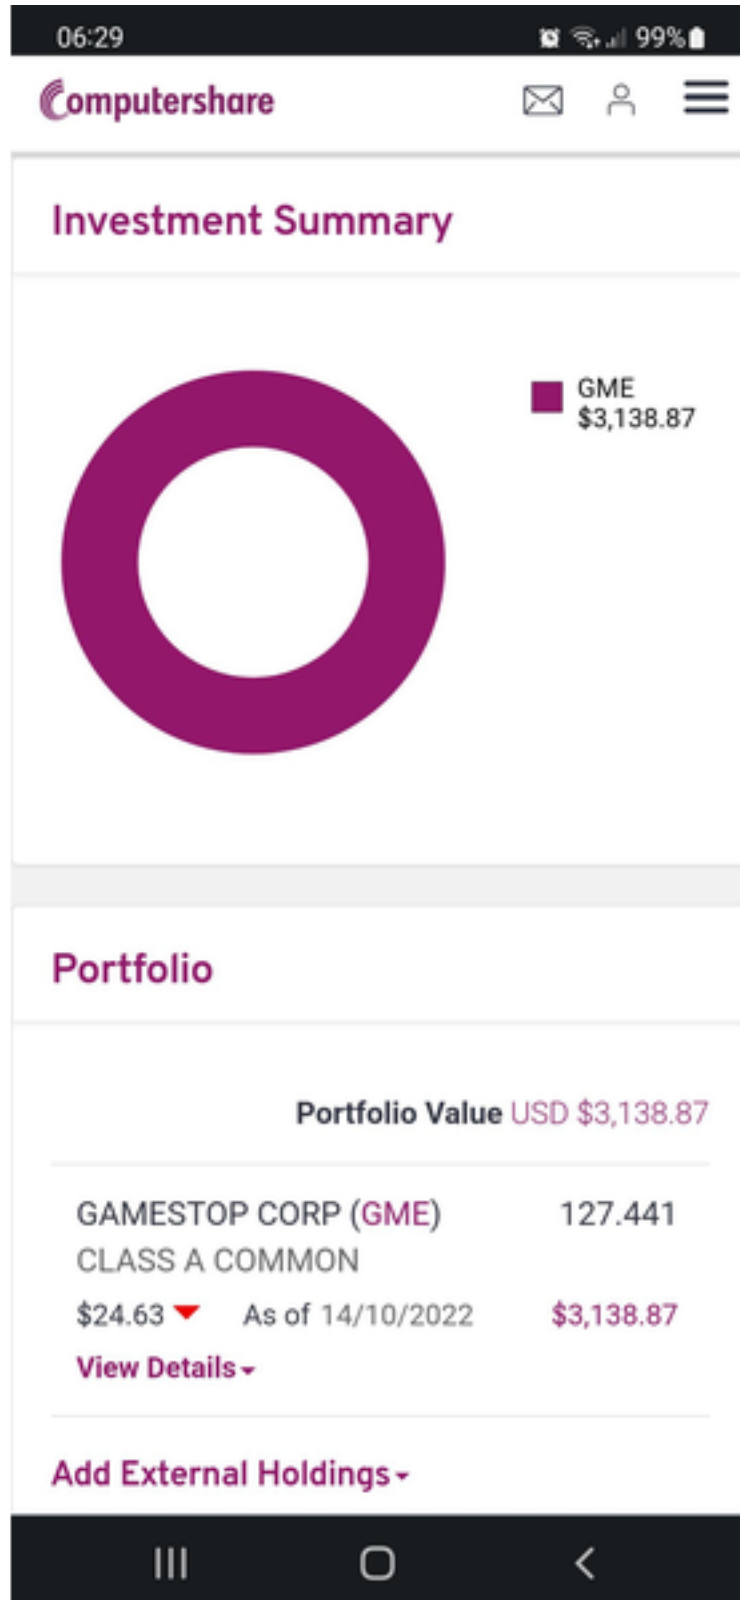 06:29 99%
Computershare
Investment Summary
GME
$3,138.87
Portfolio
Portfolio Value USD $3,138.87
GAMESTOP CORP (GME) 127.441
CLASS A COMMON
$24.63 As of 14/10/2022 $3,138.87
View Details
Add External Holdings